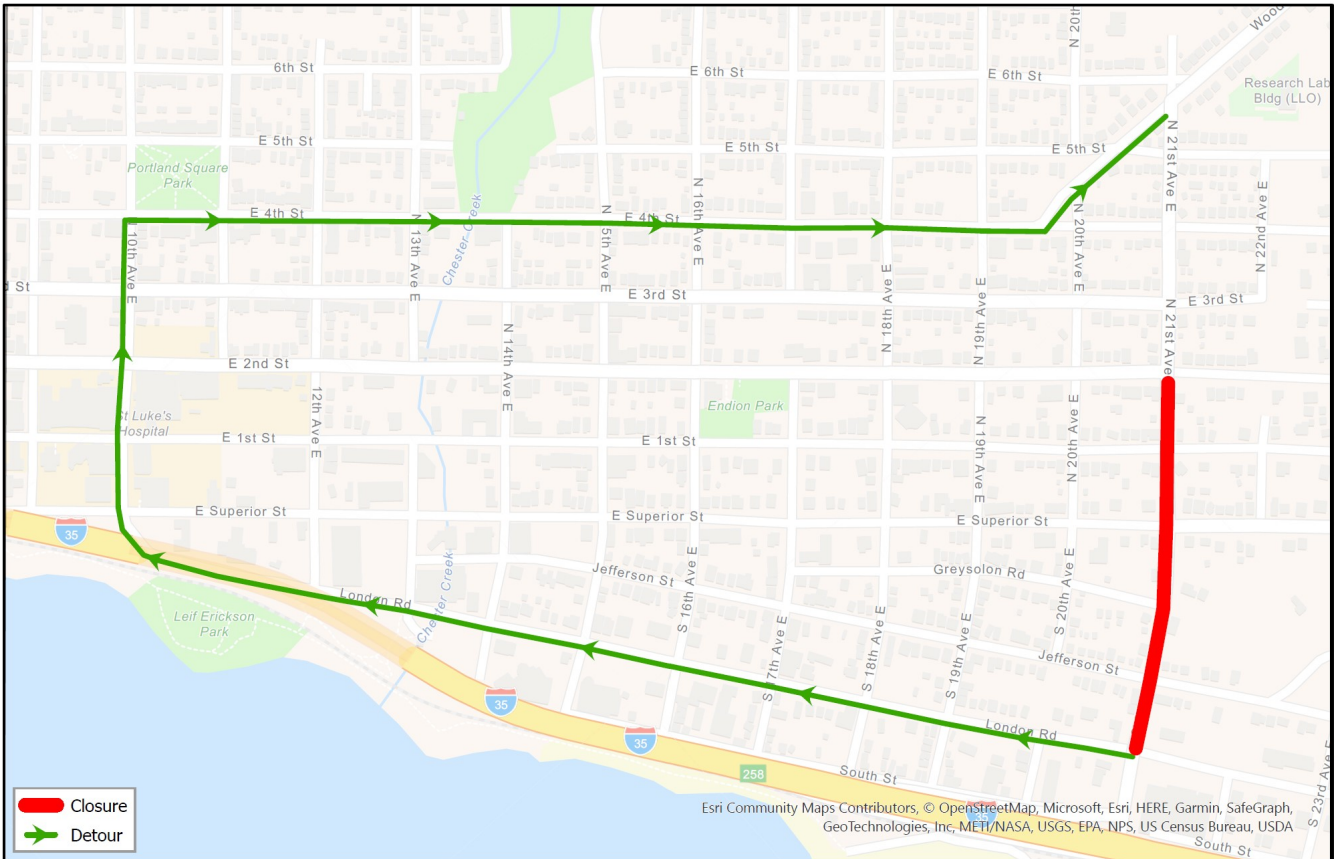 N 20th
Wood
6th St
E 6th St
E 6th St
Research Lab
Bldg (LLO)
E 5th St
E 5th St
E 5th St
N 21st Ave E
Portland Square
Park
E 4th St
E 4th St
N 10th Ave E
N 13th Ave E
Chester Creek
N 15th Ave E
N 16th Ave E
N 20th Ave E
N 22nd Ave E
d St
E 3rd St
E 3rd St
N 18th Ave E
N 19th Ave E
N 21st Ave
E 2nd St
N 14th Ave E
12th Ave E
St Luke's
Hospital
Endion Park
E 1st St
E 1st St
N 19th Ave E
N 20th Ave E
E Superior St
E Superior St
E Superior St
35
Jefferson St
Greysolon Rd
S 16th Ave E
S 20th Ave E
London Rd
Chester Creek
Leif Erickson
Park
S 17th Ave E
S 18th Ave E
S 19th Ave E
Jefferson St
35
35
London Rd
258
South St
S 23rd Ave E
35
South St
Closure
Detour
Esri Community Maps Contributors, © OpenStreetMap, Microsoft, Esri, HERE, Garmin, SafeGraph,
GeoTechnologies, Inc, METI/NASA, USGS, EPA, NPS, US Census Bureau, USDA